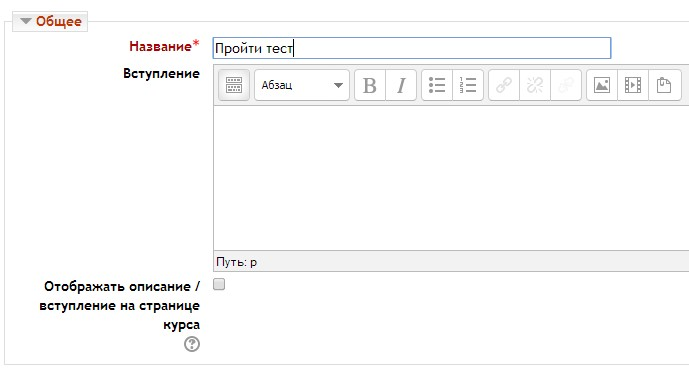 Общее
Название*
Пройти тест
Вступление
Абзац
B I
Путь: p
Отображать описание /
вступление на странице
курса